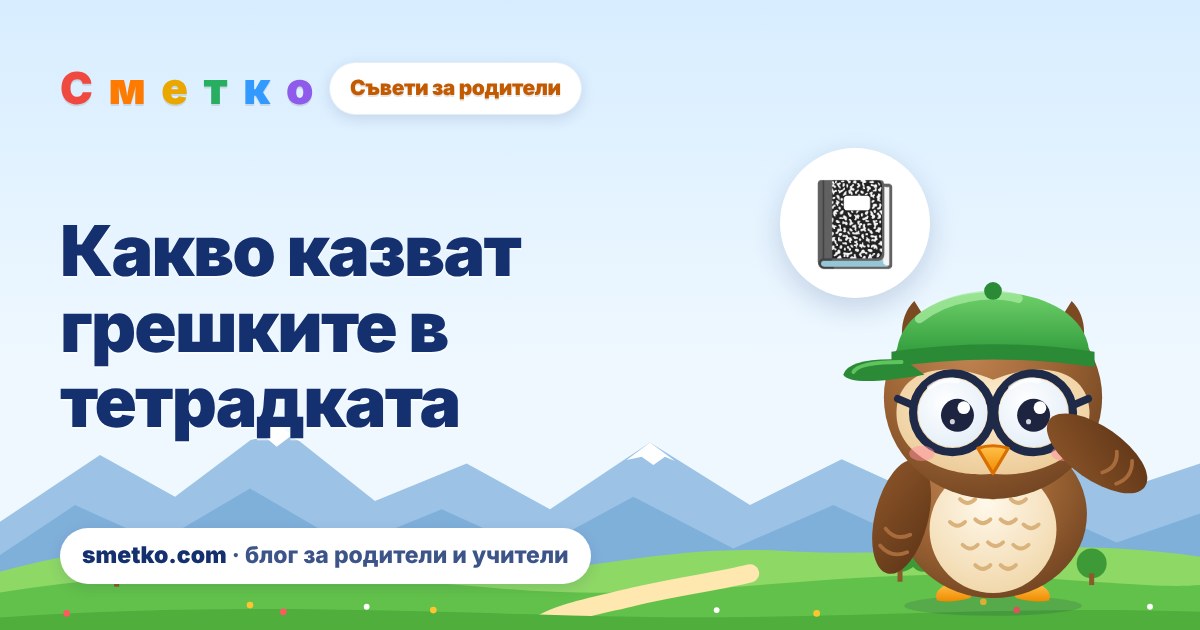 Сметко
Съвети за родители
Какво казват
грешките в
тетрадката
smetko.com · блог за родители и учители